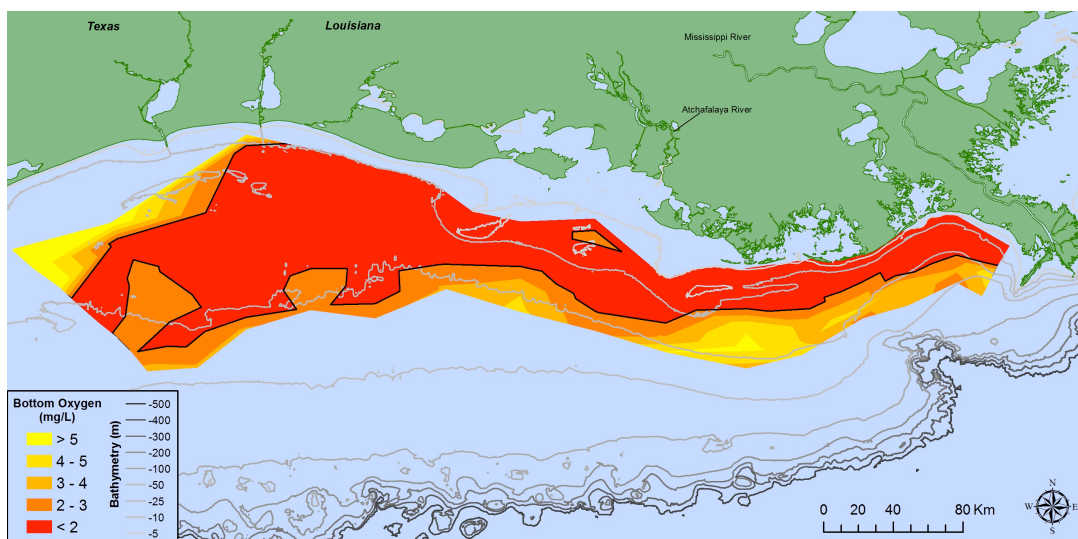 Texas
Louisiana
Mississippi River
Atchafalaya River
Bottom Oxygen
(mg/L)
> 5
4 - 5
3 - 4
2 - 3
< 2
Bathymetry (m)
-500
-400
-300
-200
-100
-50
-25
-10
-5
N
W
E
S
0 20 40 80 Km